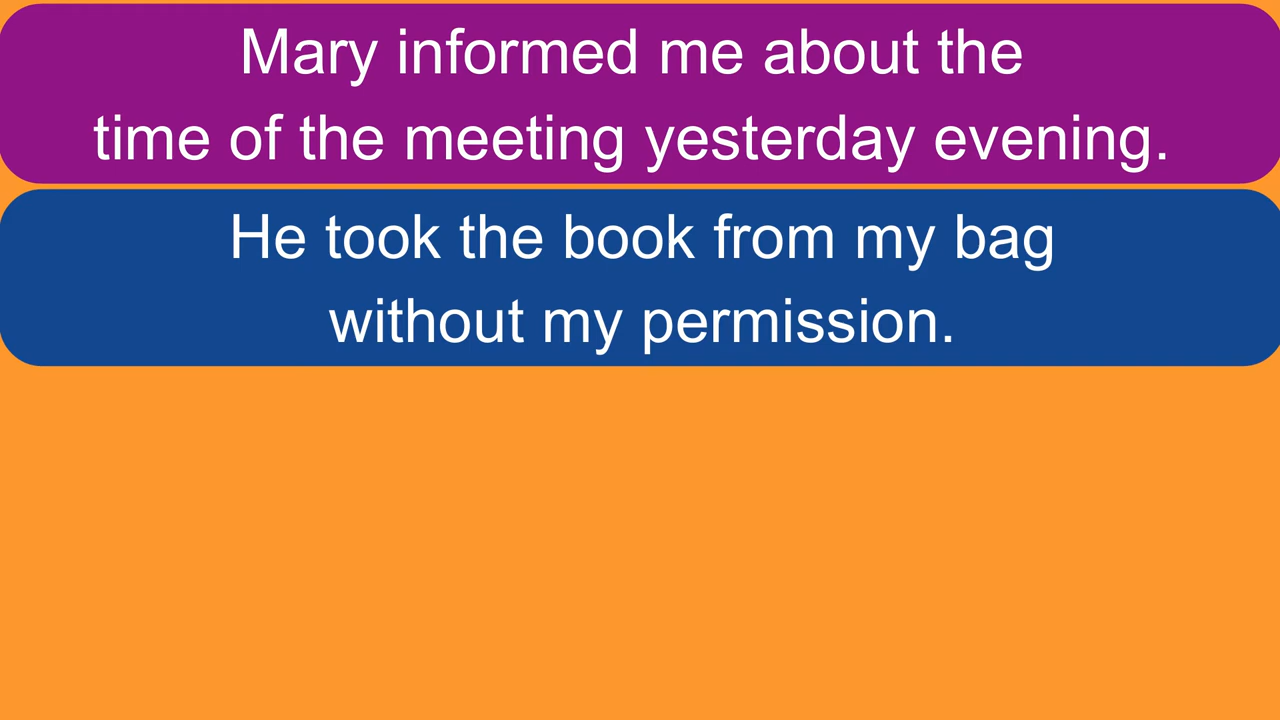 Mary informed me about the
time of the meeting yesterday evening.
He took the book from my bag
without my permission.